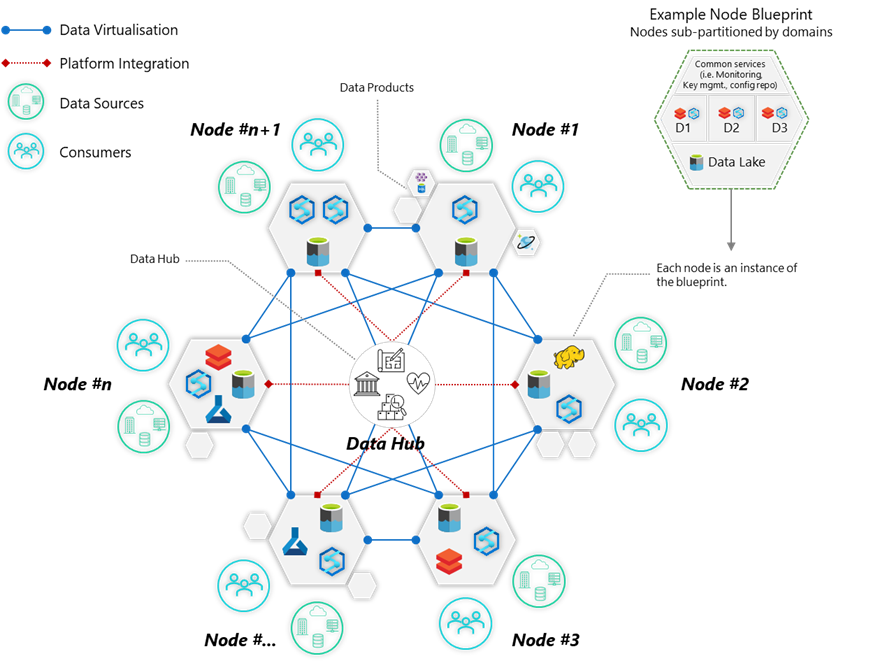 Data Virtualisation
Platform Integration
Data Sources
Consumers
Example Node Blueprint
Nodes sub-partitioned by domains
Common services
(i.e. Monitoring,
Key mgmt., config repo)
D1
D2
D3
Data Lake
Data Products
Node #n+1
Node #1
Data Hub
Each node is an instance of
the blueprint.
Node #n
Node #2
Data Hub
Node #...
Node #3